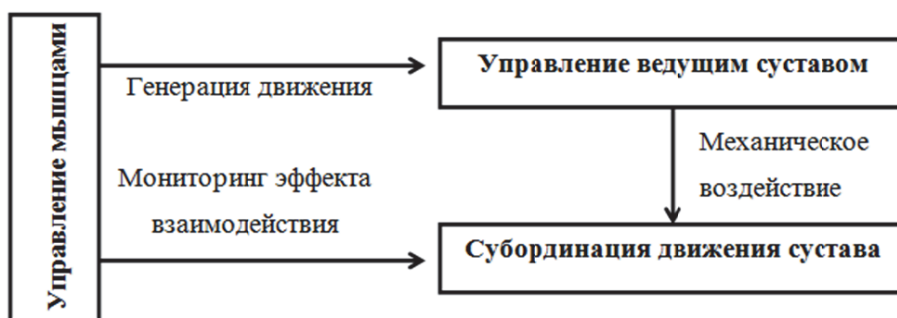 Управление мышцами
Генерация движения
Управление ведущим суставом
Механическое
воздействие
Мониторинг эффекта
взаимодействия
Субординация движения сустава